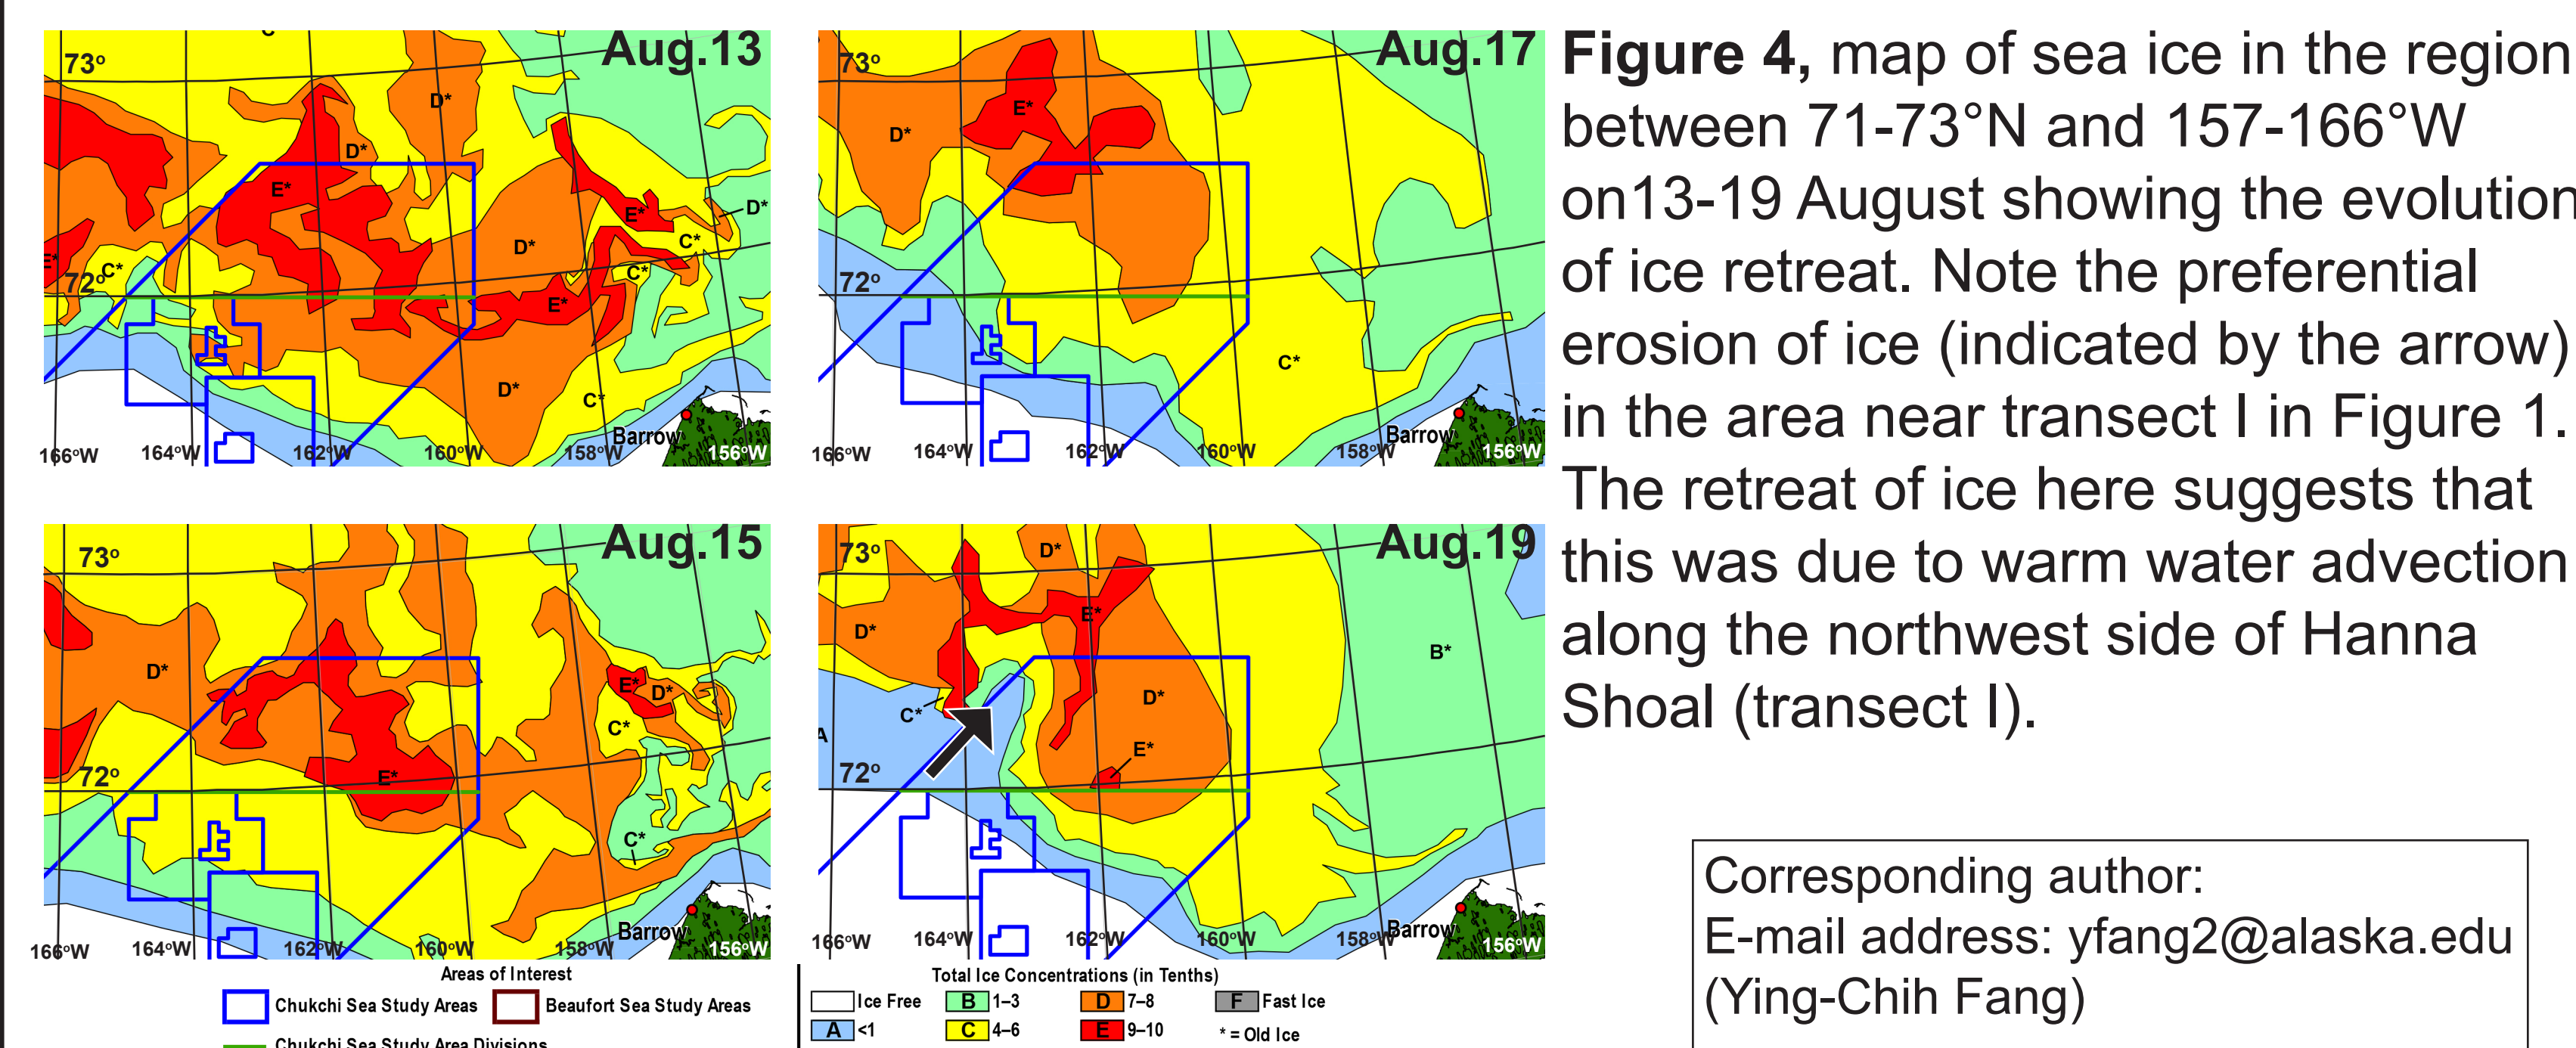 C
73°
Aug.13
D*
D*
E*
D*
E*
D*
C*
E*
C*
C*
72°
E*
D*
C*
Barrow
166°W
164°W
162°W
160°W
158°W
156°W
73°
Aug.17
E*
D*
72°
C*
Barrow
166°W
164°W
162°W
160°W
158°W
156°W
73°
Aug.15
D*
E*
D*
C*
72°
E*
C*
Barrow
166°W
164°W
162°W
160°W
158°W
156°W
73°
D*
Aug.19
E*
D*
B*
D*
C*
A
E*
72°
Barrow
166°W
164°W
162°W
160°W
158°W
156°W
Areas of Interest
Chukchi Sea Study Areas
Beaufort Sea Study Areas
Chukchi Sea Study Area Divisions
Total Ice Concentrations (in Tenths)
Ice Free
B 1–3
D 7–8
F Fast Ice
A <1
C 4–6
E 9–10
* = Old Ice
Figure 4, map of sea ice in the region
between 71-73°N and 157-166°W
on13-19 August showing the evolution
of ice retreat. Note the preferential
erosion of ice (indicated by the arrow)
in the area near transect I in Figure 1.
The retreat of ice here suggests that
this was due to warm water advection
along the northwest side of Hanna
Shoal (transect I).
Corresponding author:
E-mail address: yfang2@alaska.edu
(Ying-Chih Fang)